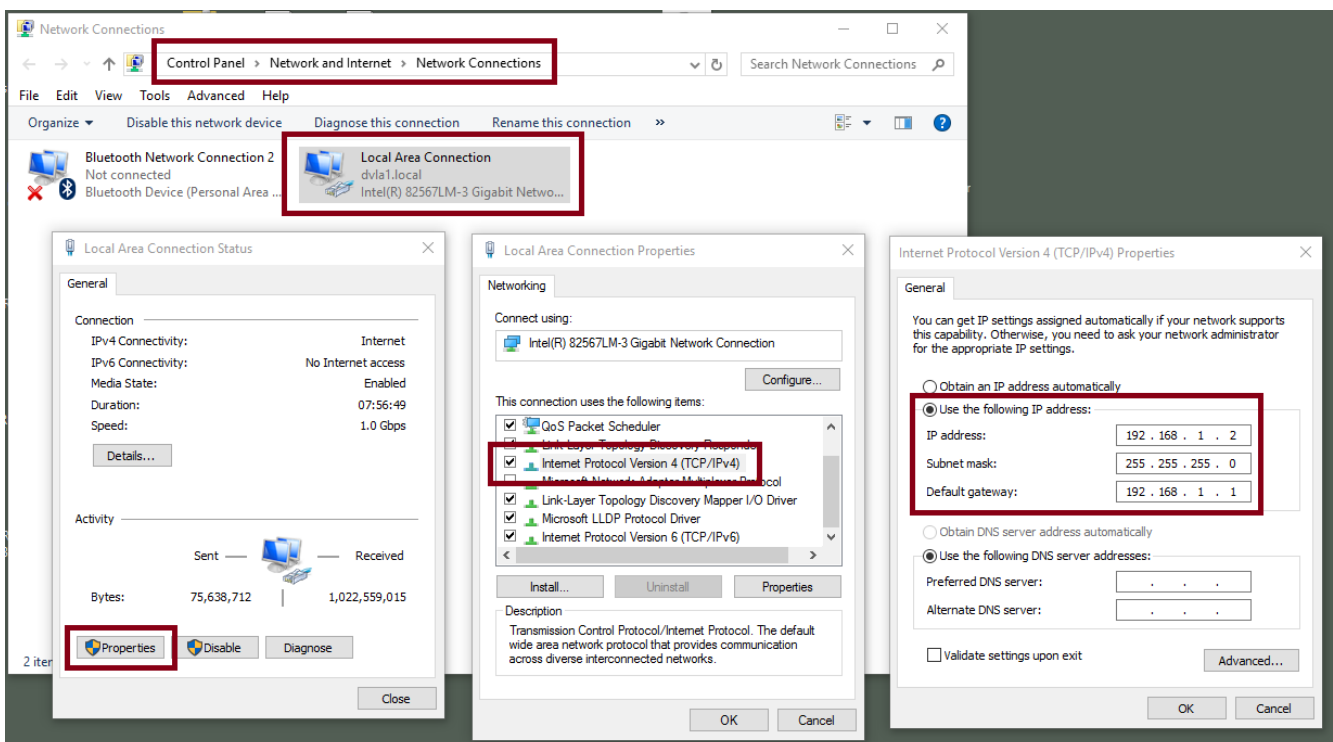 Network Connections
Control Panel > Network and Internet > Network Connections
Search Network Connections
File Edit View Tools Advanced Help
Organize Disable this network device Diagnose this connection Rename this connection »
Bluetooth Network Connection 2
Not connected
Bluetooth Device (Personal Area ...
Local Area Connection
dvla1.local
Intel(R) 82567LM-3 Gigabit Netwo...
2 iter
Local Area Connection Status
General
Connection
IPv4 Connectivity: Internet
IPv6 Connectivity: No Internet access
Media State: Enabled
Duration: 07:56:49
Speed: 1.0 Gbps
Details...
Activity
Sent — — Received
Bytes: 75,638,712 | 1,022,559,015
Properties Disable Diagnose
Close
Local Area Connection Properties
Networking
Connect using:
Intel(R) 82567LM-3 Gigabit Network Connection
Configure...
This connection uses the following items:
QoS Packet Scheduler
Link-Layer Topology Discovery Responder
Internet Protocol Version 4 (TCP/IPv4)
Microsoft Network Adapter Multiplexor Protocol
Link-Layer Topology Discovery Mapper I/O Driver
Microsoft LLDP Protocol Driver
Internet Protocol Version 6 (TCP/IPv6)
Install... Uninstall Properties
Description
Transmission Control Protocol/Internet Protocol. The default
wide area network protocol that provides communication
across diverse interconnected networks.
OK Cancel
Internet Protocol Version 4 (TCP/IPv4) Properties
General
You can get IP settings assigned automatically if your network supports
this capability. Otherwise, you need to ask your network administrator
for the appropriate IP settings.
Obtain an IP address automatically
Use the following IP address:
IP address: 192 . 168 . 1 . 2
Subnet mask: 255 . 255 . 255 . 0
Default gateway: 192 . 168 . 1 . 1
Obtain DNS server address automatically
Use the following DNS server addresses:
Preferred DNS server: . . .
Alternate DNS server: . . .
Validate settings upon exit
Advanced...
OK Cancel